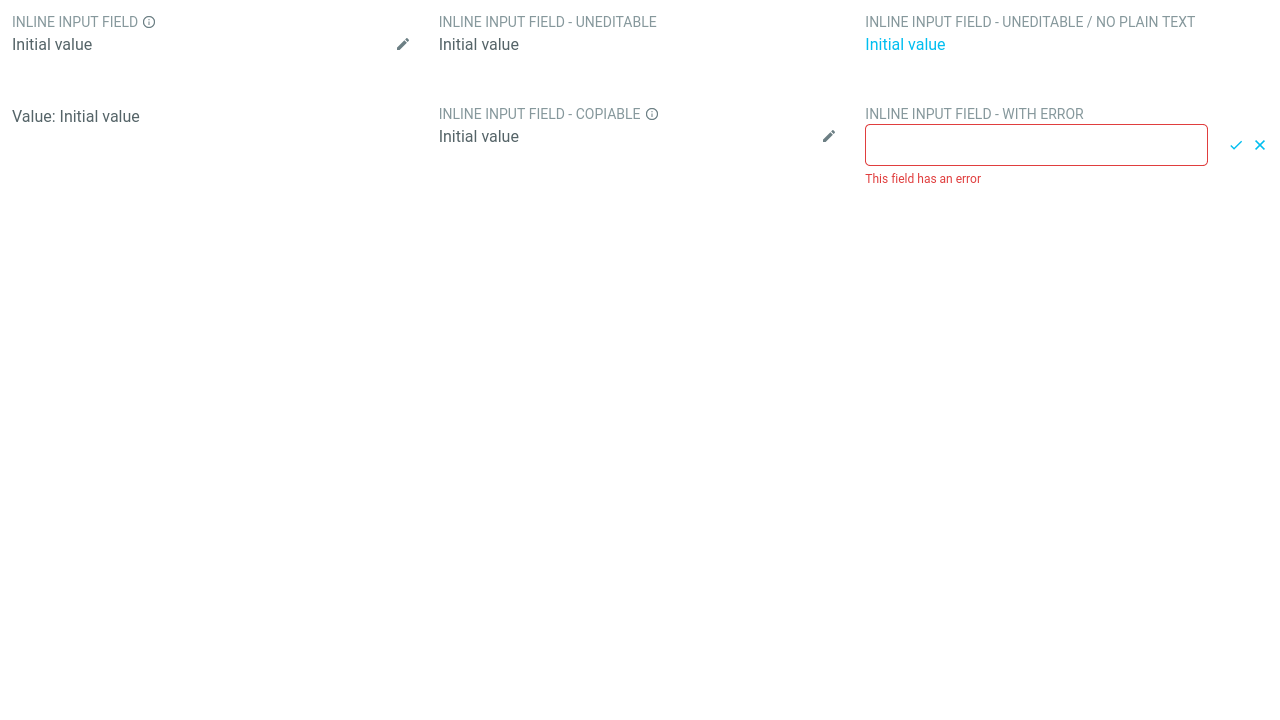 INLINE INPUT FIELD
Initial value
INLINE INPUT FIELD - UNEDITABLE
Initial value
INLINE INPUT FIELD - UNEDITABLE / NO PLAIN TEXT
Initial value
Value: Initial value
INLINE INPUT FIELD - COPIABLE
Initial value
INLINE INPUT FIELD - WITH ERROR
This field has an error